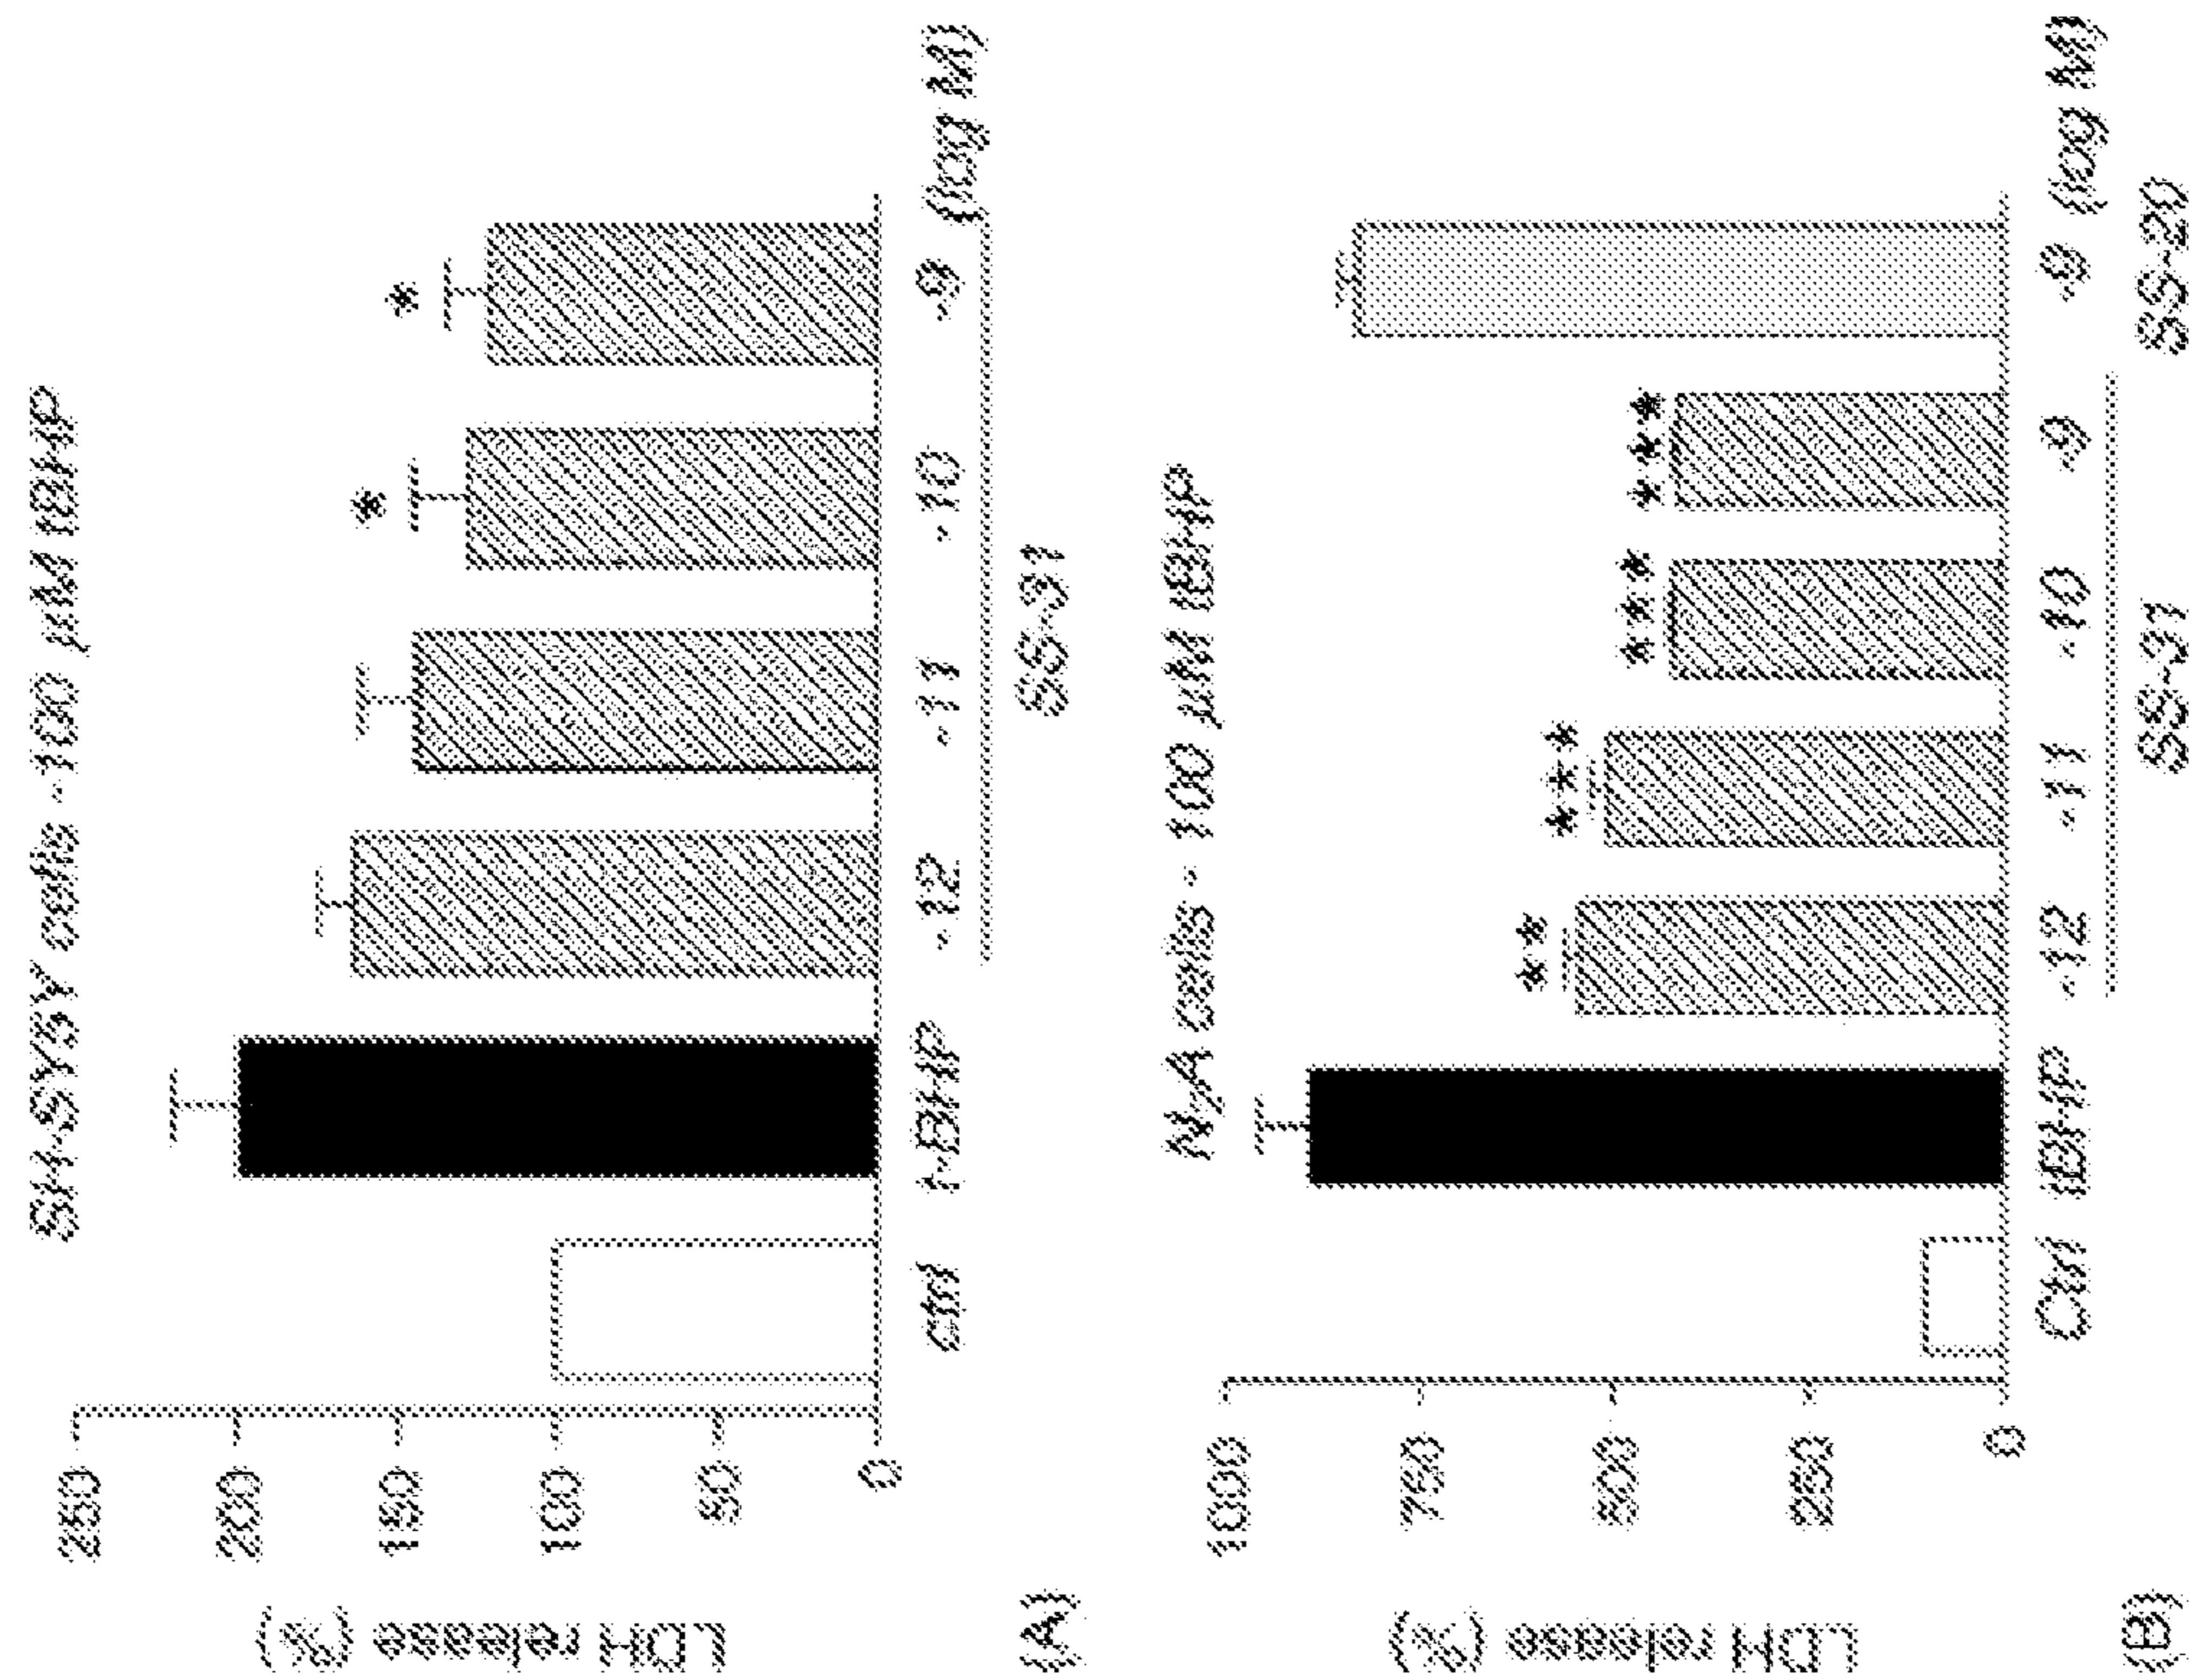 SH-SY5Y cells -100 µM tBHP
LDH release
(%)
250
200
150
100
50
0
*
*
ctrl t-BHP -12 -11 -10 -9 (log M)
SS-31
(A)
N₂A cells - 100 µM tBHP
LDH release
(%)
1000
750
500
250
0
**
***
***
***
Ctrl tBHP -12 -11 -10 -9 -9 (log M)
SS-31 SS-20
(B)